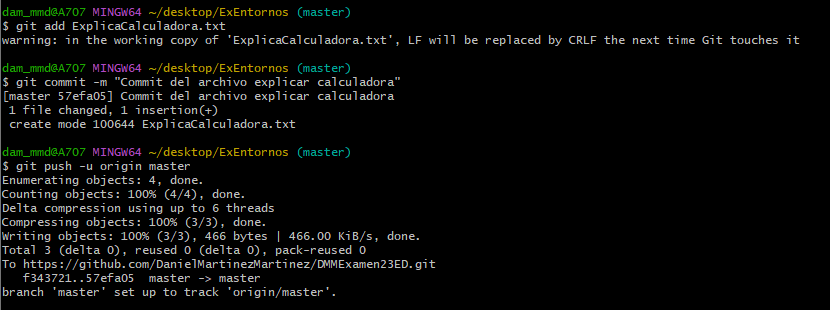 dam_mmd@A707 MINGW64 ~/desktop/ExEntornos (master)
$ git add ExplicaCalculadora.txt
warning: in the working copy of 'ExplicaCalculadora.txt', LF will be replaced by CRLF the next time Git touches it
dam_mmd@A707 MINGW64 ~/desktop/ExEntornos (master)
$ git commit -m "Commit del archivo explicar calculadora"
[master 57efa05] Commit del archivo explicar calculadora
 1 file changed, 1 insertion(+)
 create mode 100644 ExplicaCalculadora.txt
dam_mmd@A707 MINGW64 ~/desktop/ExEntornos (master)
$ git push -u origin master
Enumerating objects: 4, done.
Counting objects: 100% (4/4), done.
Delta compression using up to 6 threads
Compressing objects: 100% (3/3), done.
Writing objects: 100% (3/3), 466 bytes | 466.00 KiB/s, done.
Total 3 (delta 0), reused 0 (delta 0), pack-reused 0
To https://github.com/DanielMartinezMartinez/DMMExamen23ED.git
   f343721..57efa05  master -> master
branch 'master' set up to track 'origin/master'.